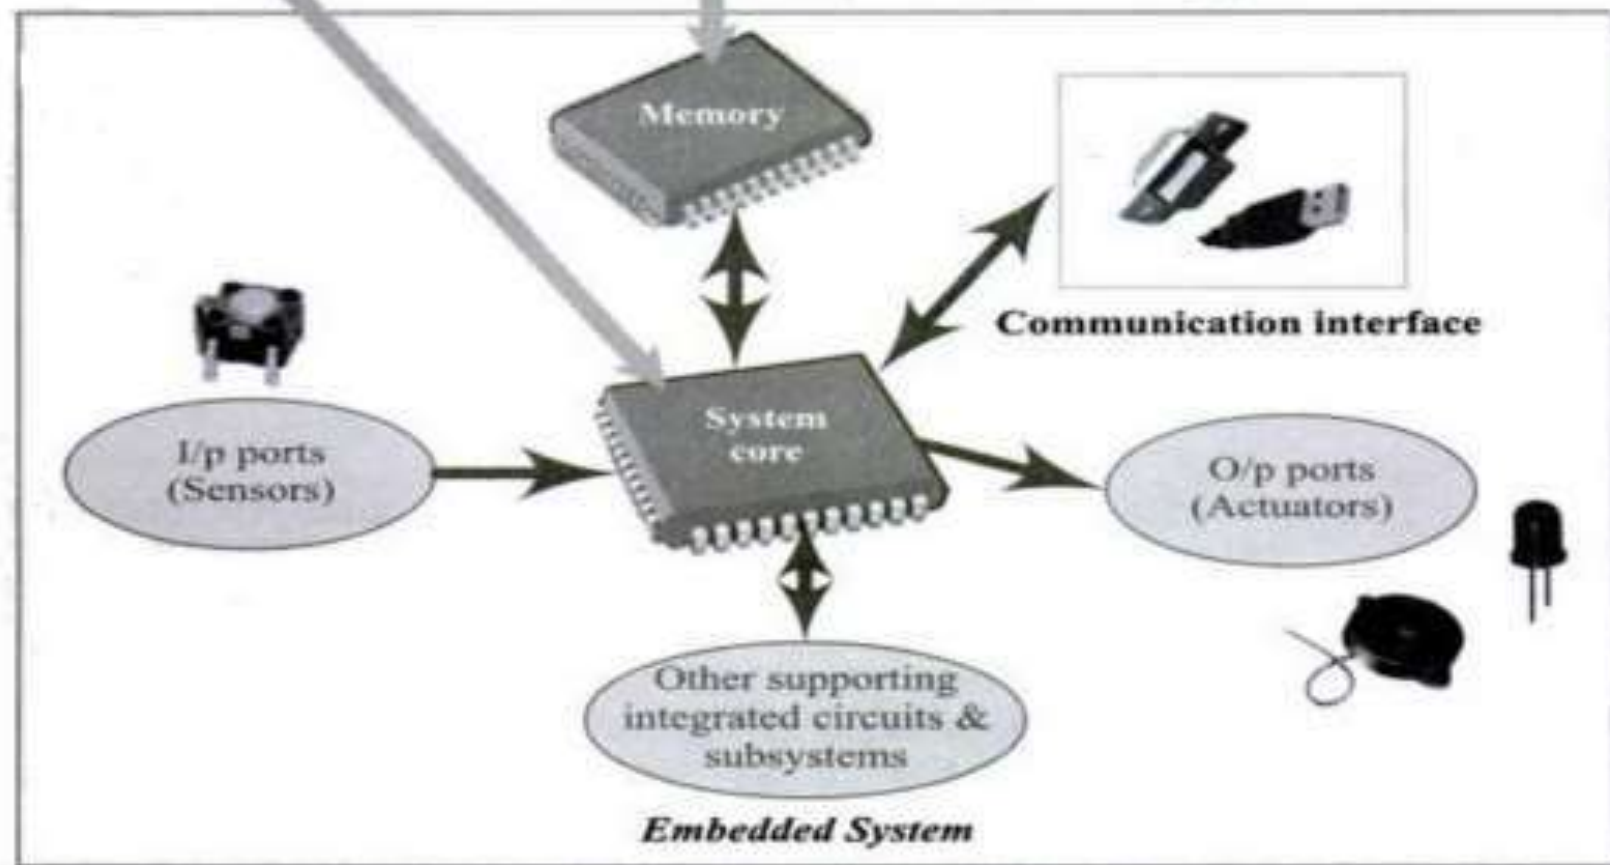 Memory
Communication interface
System
core
I/p ports
(Sensors)
O/p ports
(Actuators)
Other supporting
integrated circuits &
subsystems
Embedded System